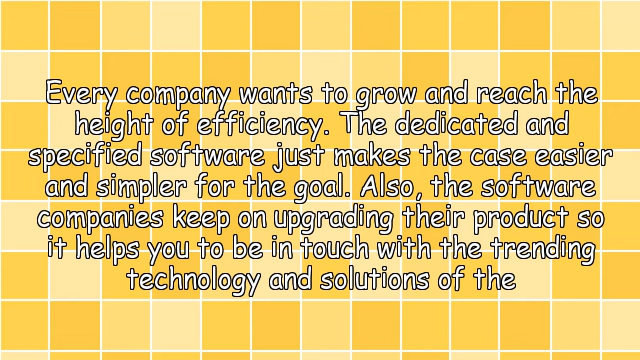 Every company wants to grow and reach the
height of efficiency. The dedicated and
specified software just makes the case easier
and simpler for the goal. Also, the software
companies keep on upgrading their product so
it helps you to be in touch with the trending
technology and solutions of the